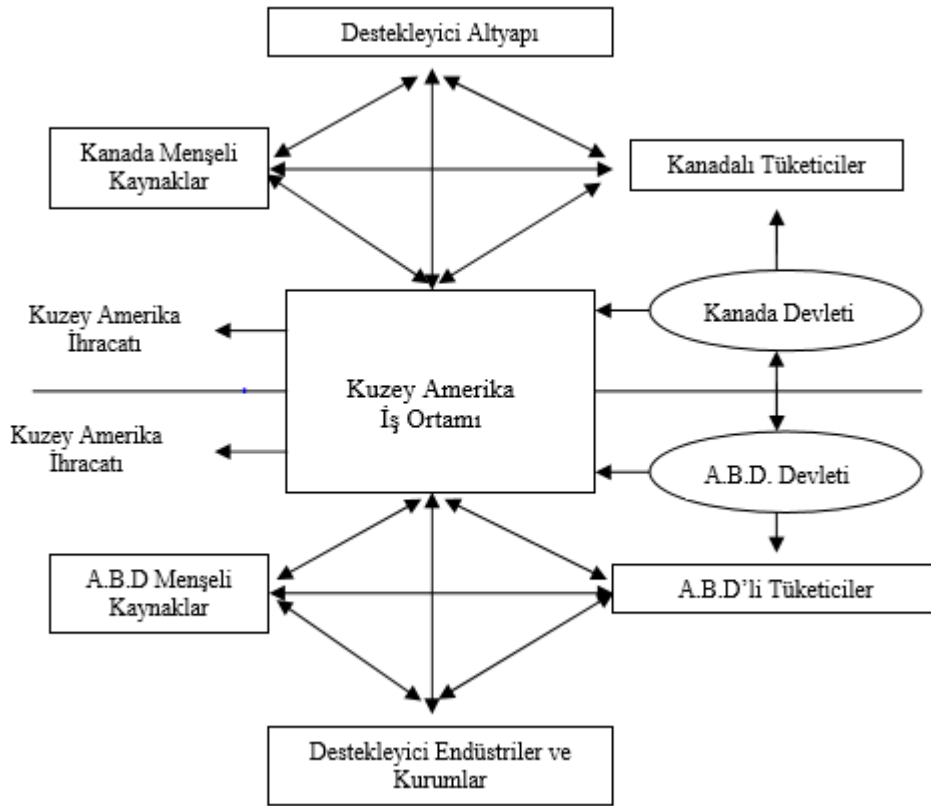 Destekleyici Altyapı
Kanada Menşeli
Kaynaklar
Kanadalı Tüketiciler
Kuzey Amerika
İhracatı
Kanada Devleti
Kuzey Amerika
İş Ortamı
Kuzey Amerika
İhracatı
A.B.D. Devleti
A.B.D Menşeli
Kaynaklar
A.B.D’li Tüketiciler
Destekleyici Endüstriler ve
Kurumlar